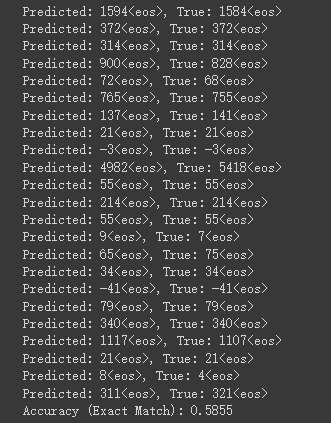 Predicted: 1594<eos>, True: 1584<eos>
Predicted: 372<eos>, True: 372<eos>
Predicted: 314<eos>, True: 314<eos>
Predicted: 900<eos>, True: 828<eos>
Predicted: 72<eos>, True: 68<eos>
Predicted: 765<eos>, True: 755<eos>
Predicted: 137<eos>, True: 141<eos>
Predicted: 21<eos>, True: 21<eos>
Predicted: -3<eos>, True: -3<eos>
Predicted: 4982<eos>, True: 5418<eos>
Predicted: 55<eos>, True: 55<eos>
Predicted: 214<eos>, True: 214<eos>
Predicted: 55<eos>, True: 55<eos>
Predicted: 9<eos>, True: 7<eos>
Predicted: 65<eos>, True: 75<eos>
Predicted: 34<eos>, True: 34<eos>
Predicted: -41<eos>, True: -41<eos>
Predicted: 79<eos>, True: 79<eos>
Predicted: 340<eos>, True: 340<eos>
Predicted: 1117<eos>, True: 1107<eos>
Predicted: 21<eos>, True: 21<eos>
Predicted: 8<eos>, True: 4<eos>
Predicted: 311<eos>, True: 321<eos>
Accuracy (Exact Match): 0.5855